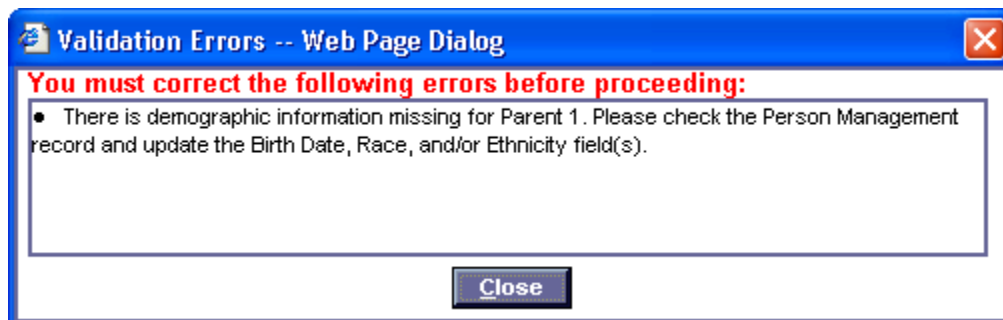 Validation Errors -- Web Page Dialog
You must correct the following errors before proceeding:
● There is demographic information missing for Parent 1. Please check the Person Management
record and update the Birth Date, Race, and/or Ethnicity field(s).
Close